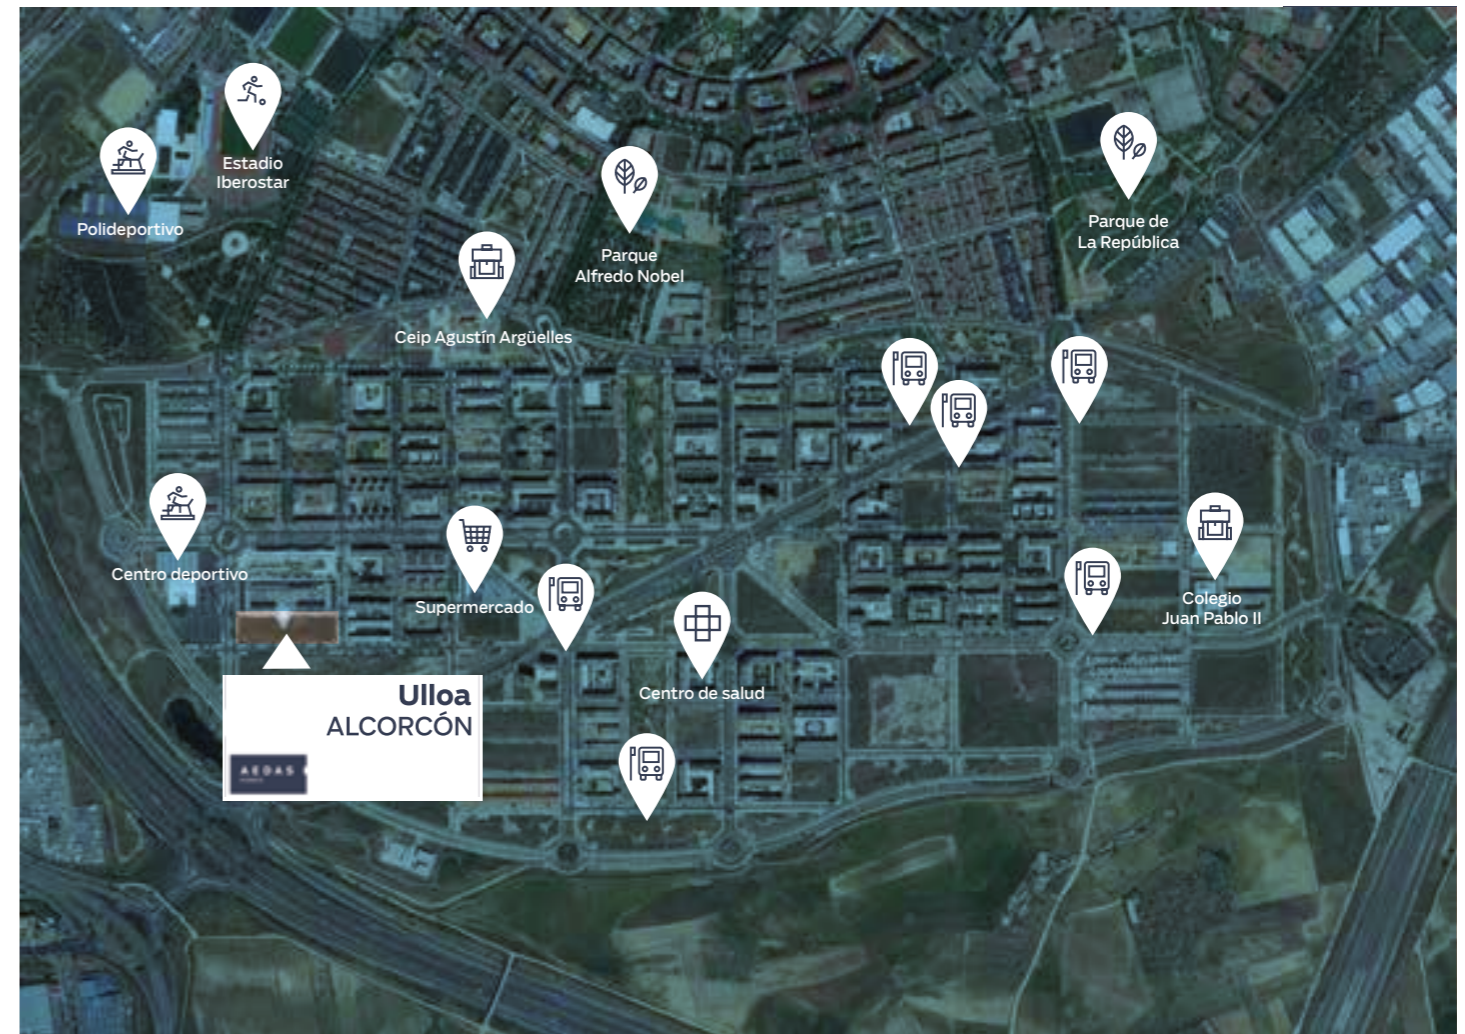 Estadio
Iberostar
Polideportivo
Parque de
La República
Parque
Alfredo Nobel
Ceip Agustín Argüelles
Centro deportivo
Supermercado
Colegio
Juan Pablo II
Centro de salud
Ulloa
ALCORCÓN
AEDAS